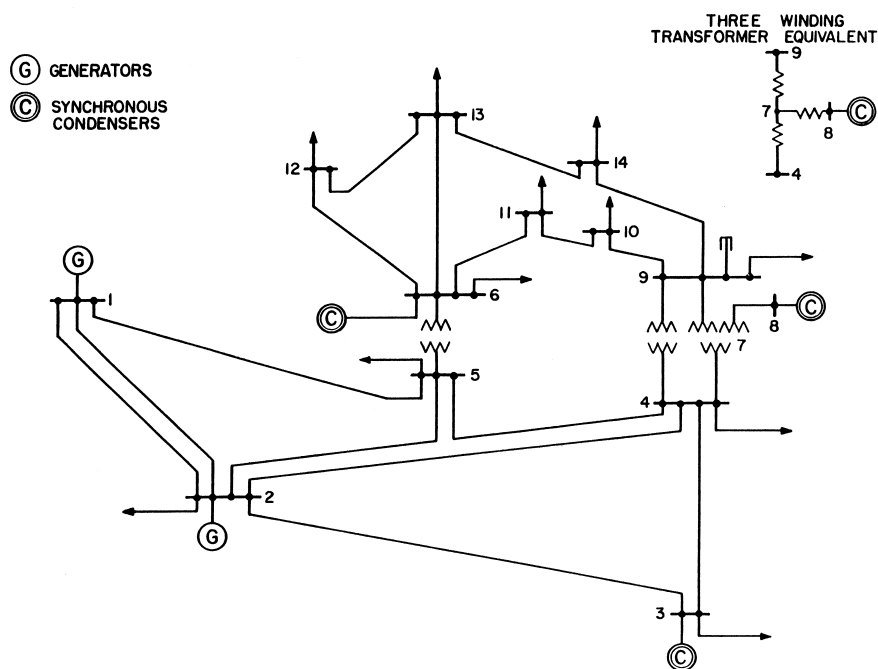 THREE WINDING
TRANSFORMER EQUIVALENT
9
7
C
8
4
G GENERATORS
C SYNCHRONOUS
CONDENSERS
13
12
14
11
10
G
1
6
9
C
8
C
7
5
4
2
G
3
C